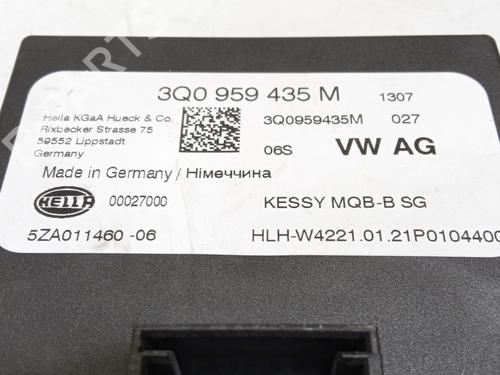 3Q0 959 435 M 1307
Hella KGaA Hueck & Co.
Rixbecker Strasse 75
59552 Lippstadt
Germany
3Q0959435M 027
06S VW AG
Made in Germany / Німеччина
HELLA 00027000 KESSY MQB-B SG
5ZA011460 -06 HLH-W4221.01.21P0104400